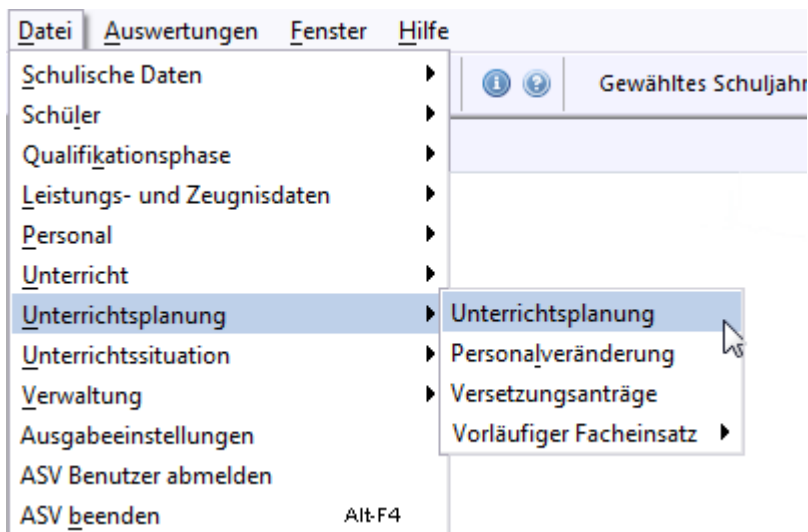 Datei Auswertungen Fenster Hilfe
Gewähltes Schuljahr
Schulische Daten
Schüler
Qualifikationsphase
Leistungs- und Zeugnisdaten
Personal
Unterricht
Unterrichtsplanung
Unterrichtssituation
Verwaltung
Ausgabeeinstellungen
ASV Benutzer abmelden
ASV beenden Alt-F4
Unterrichtsplanung
Personalveränderung
Versetzungsanträge
Vorläufiger Facheinsatz